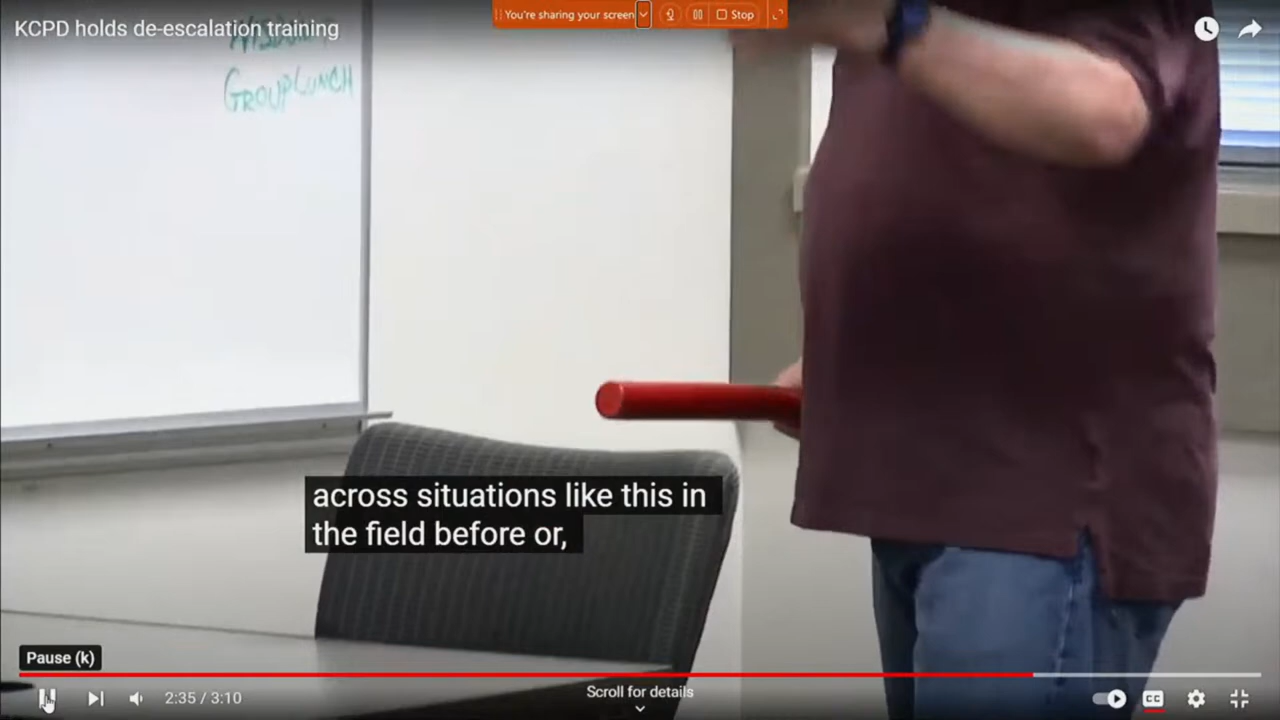 You're sharing your screen
Stop
KCPD holds de-escalation training
GROUP LUNCH
across situations like this in
the field before or,
Pause (k)
2:35 / 3:10
Scroll for details
CC